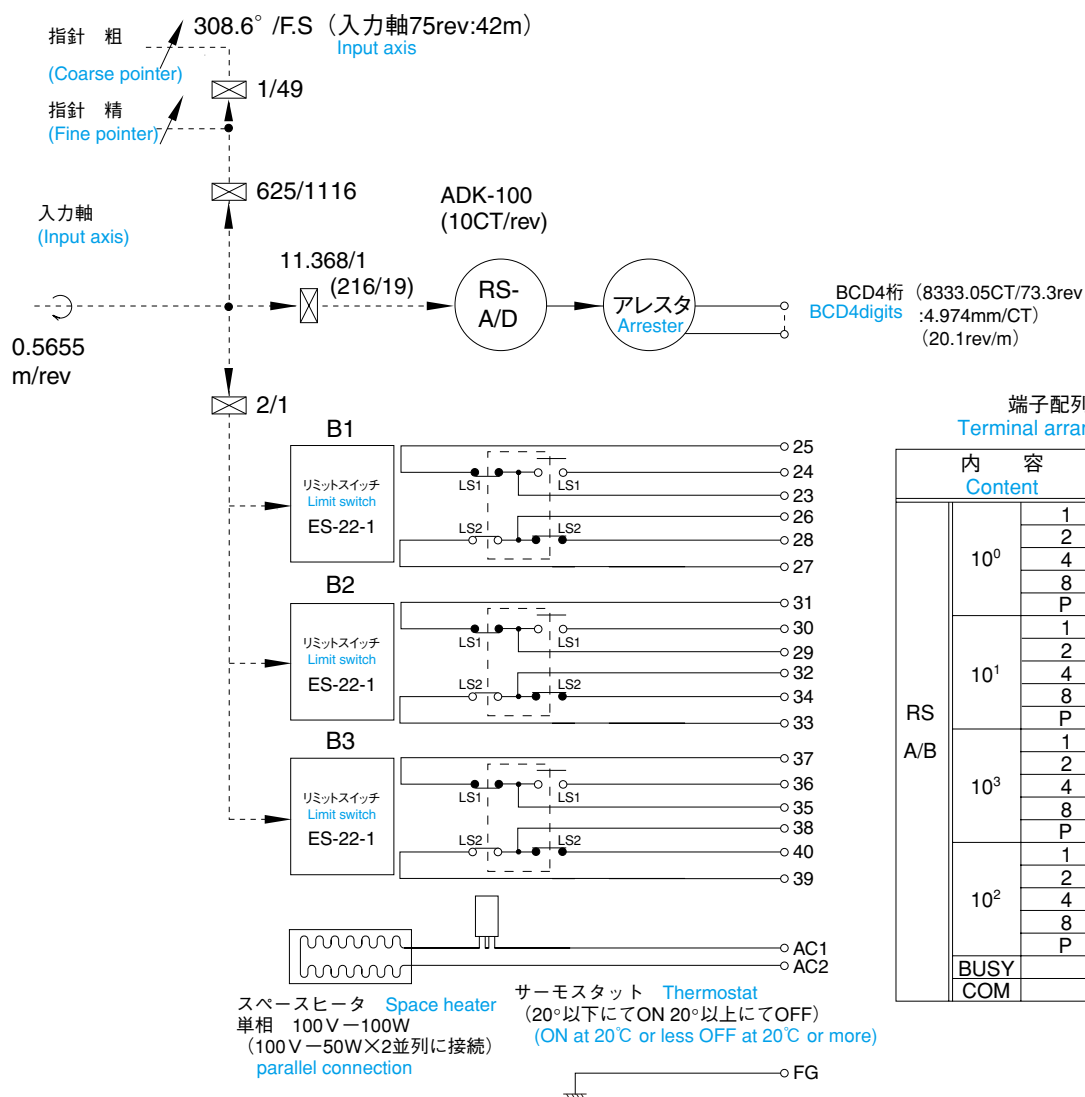 指針 粗
(Coarse pointer)
308.6° /F.S（入力軸75rev:42m）
Input axis
1/49
指針 精
(Fine pointer)
625/1116
入力軸
(Input axis)
0.5655
m/rev
11.368/1
(216/19)
ADK-100
(10CT/rev)
RS-
A/D
アレスタ
Arrester
BCD4桁（8333.05CT/73.3rev
BCD4digits :4.974mm/CT）
（20.1rev/m）
2/1
B1
リミットスイッチ
Limit switch
ES-22-1
LS1
LS1
LS2
LS2
25
24
23
26
28
27
B2
リミットスイッチ
Limit switch
ES-22-1
LS1
LS1
LS2
LS2
31
30
29
32
34
33
B3
リミットスイッチ
Limit switch
ES-22-1
LS1
LS1
LS2
LS2
37
36
35
38
40
39
AC1
AC2
スペースヒータ Space heater
単相 100V－100W
（100V－50W×2並列に接続）
parallel connection
サーモスタット Thermostat
（20°以下にてON 20°以上にてOFF）
(ON at 20℃ or less OFF at 20℃ or more)
FG
端子配列
Terminal arran
内 容
Content
RS
A/B
10⁰
1
2
4
8
P
10¹
1
2
4
8
P
10³
1
2
4
8
P
10²
1
2
4
8
P
BUSY
COM